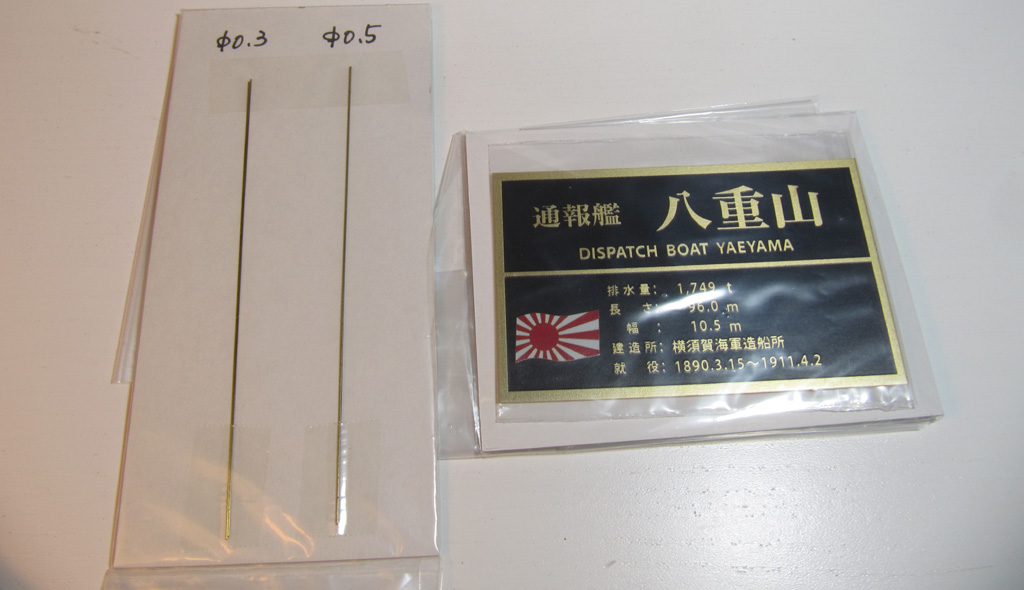 φ0.3 φ0.5
通報艦 八重山
DISPATCH BOAT YAEYAMA
排水量: 1,749 t
長 さ: 96.0 m
幅 : 10.5 m
建造所: 横須賀海軍造船所
就 役: 1890.3.15～1911.4.2